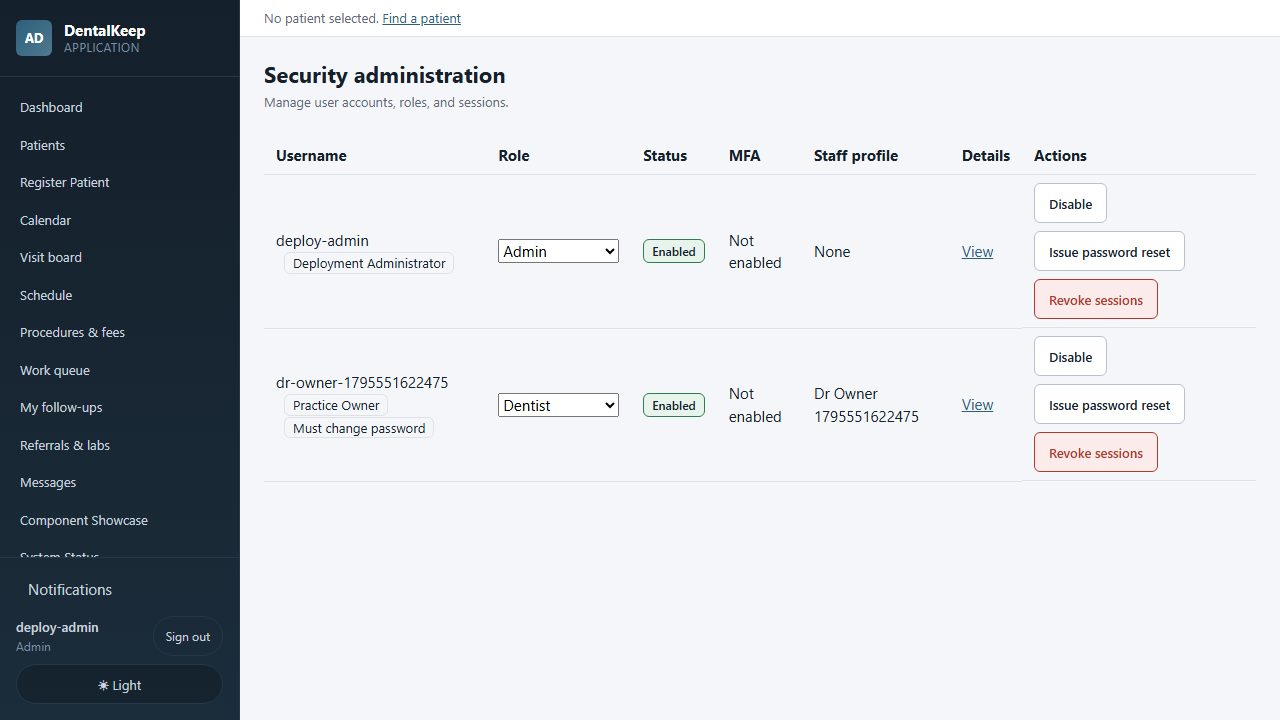 AD
DentalKeep
APPLICATION
Dashboard
Patients
Register Patient
Calendar
Visit board
Schedule
Procedures & fees
Work queue
My follow-ups
Referrals & labs
Messages
Component Showcase
System Status
Notifications
deploy-admin
Admin
Sign out
☀ Light
No patient selected. Find a patient
Security administration
Manage user accounts, roles, and sessions.
Username Role Status MFA Staff profile Details Actions
deploy-admin
Deployment Administrator
Admin
Enabled
Not
enabled
None
View
Disable
Issue password reset
Revoke sessions
dr-owner-1795551622475
Practice Owner
Must change password
Dentist
Enabled
Not
enabled
Dr Owner
1795551622475
View
Disable
Issue password reset
Revoke sessions